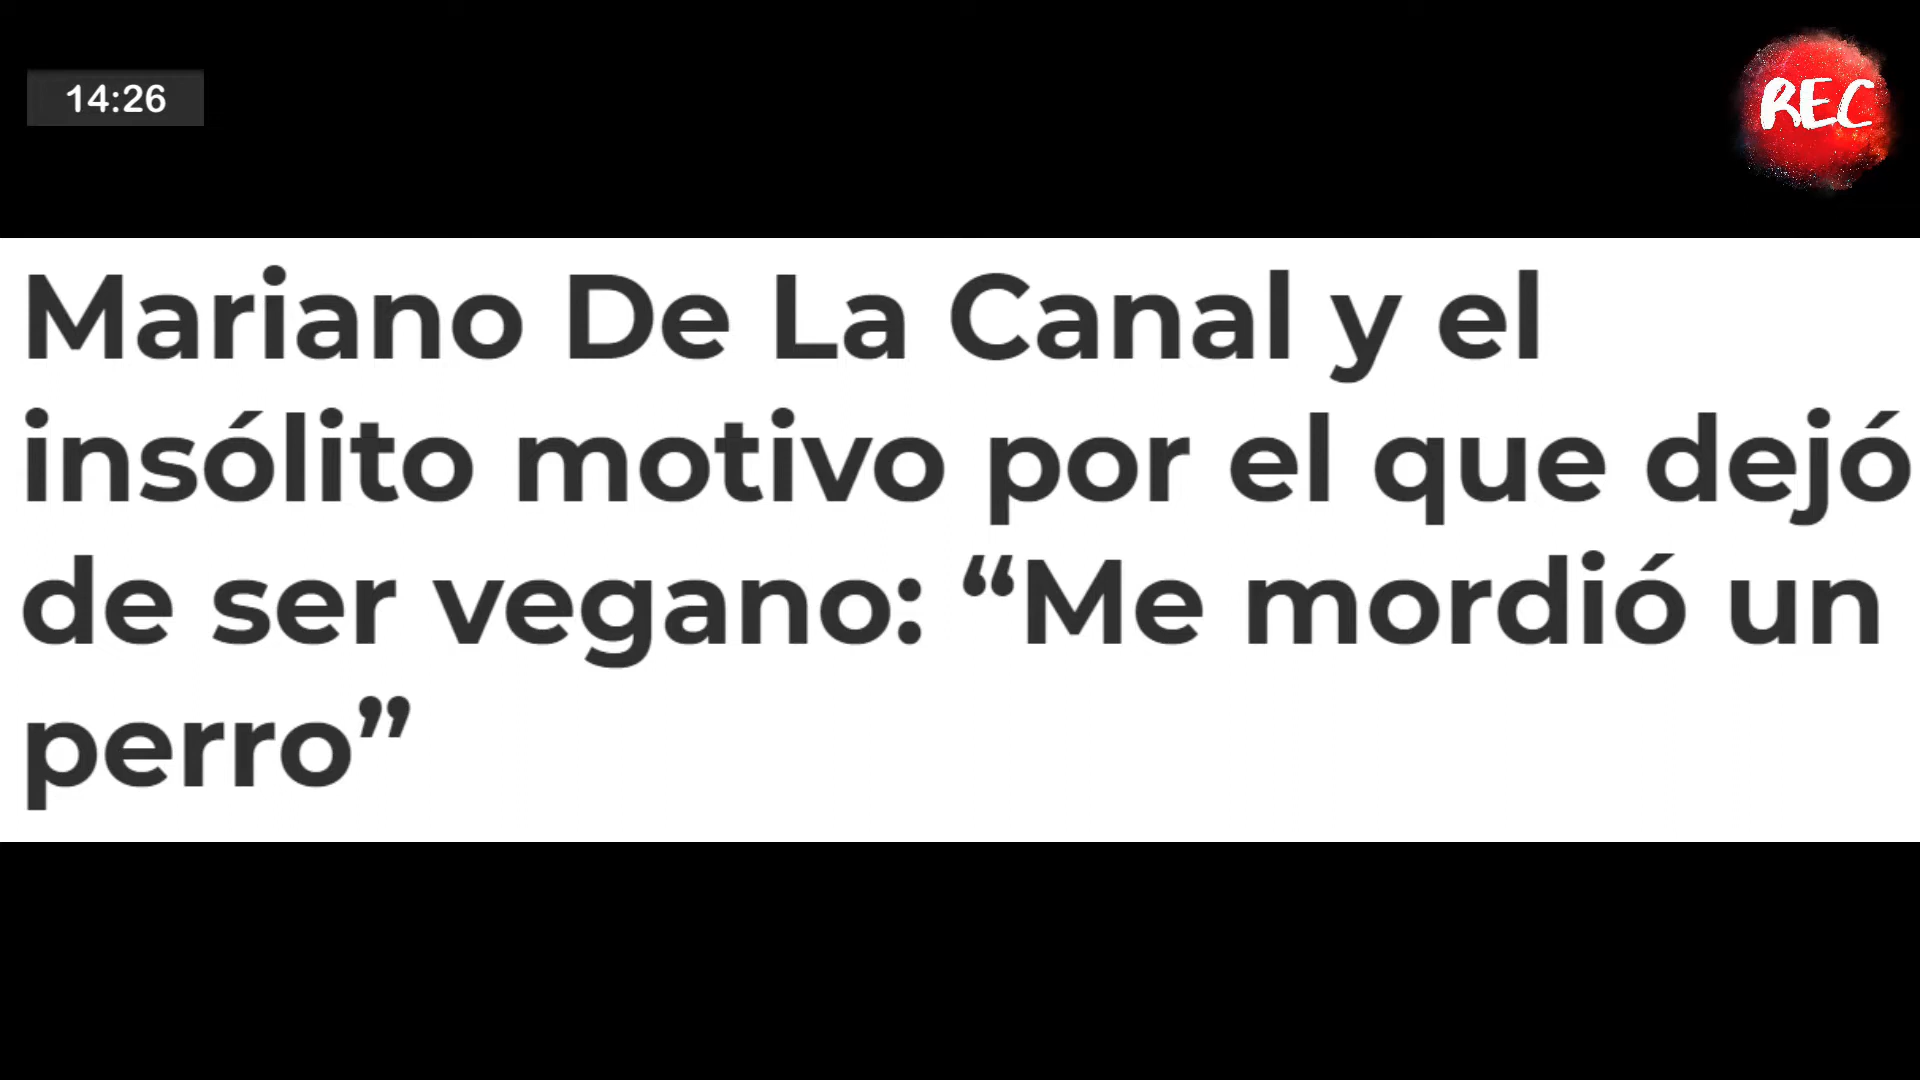 14:26
REC
Mariano De La Canal y el
insólito motivo por el que dejó
de ser vegano: “Me mordió un
perro”